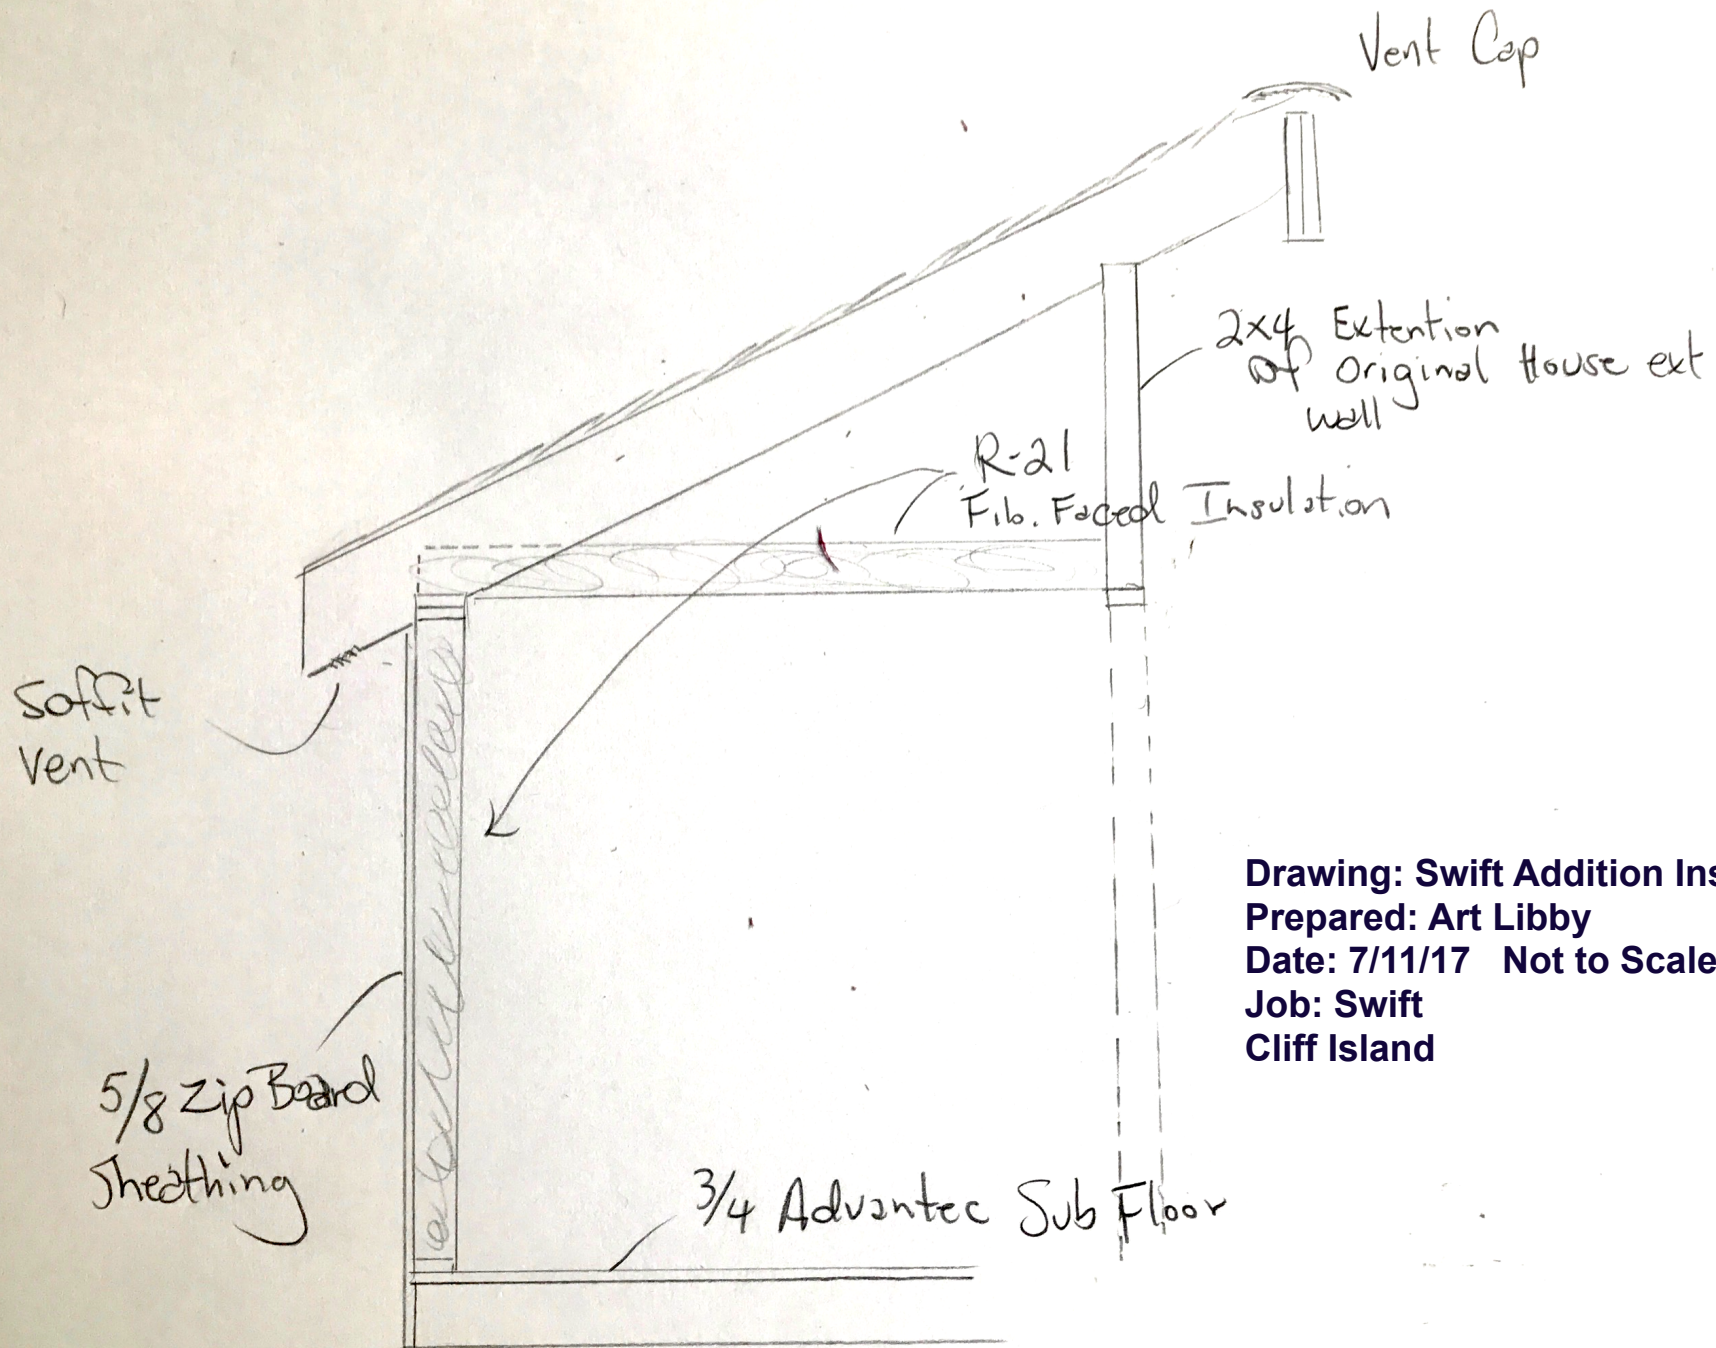 Vent Cap
2x4 Extention
of Original House ext
wall
R-21
Fib. Faced Insulation
Soffit
Vent
5/8 Zip Board
Sheathing
3/4 Advantec Sub Floor
Drawing: Swift Addition Ins
Prepared: Art Libby
Date: 7/11/17 Not to Scale
Job: Swift
Cliff Island